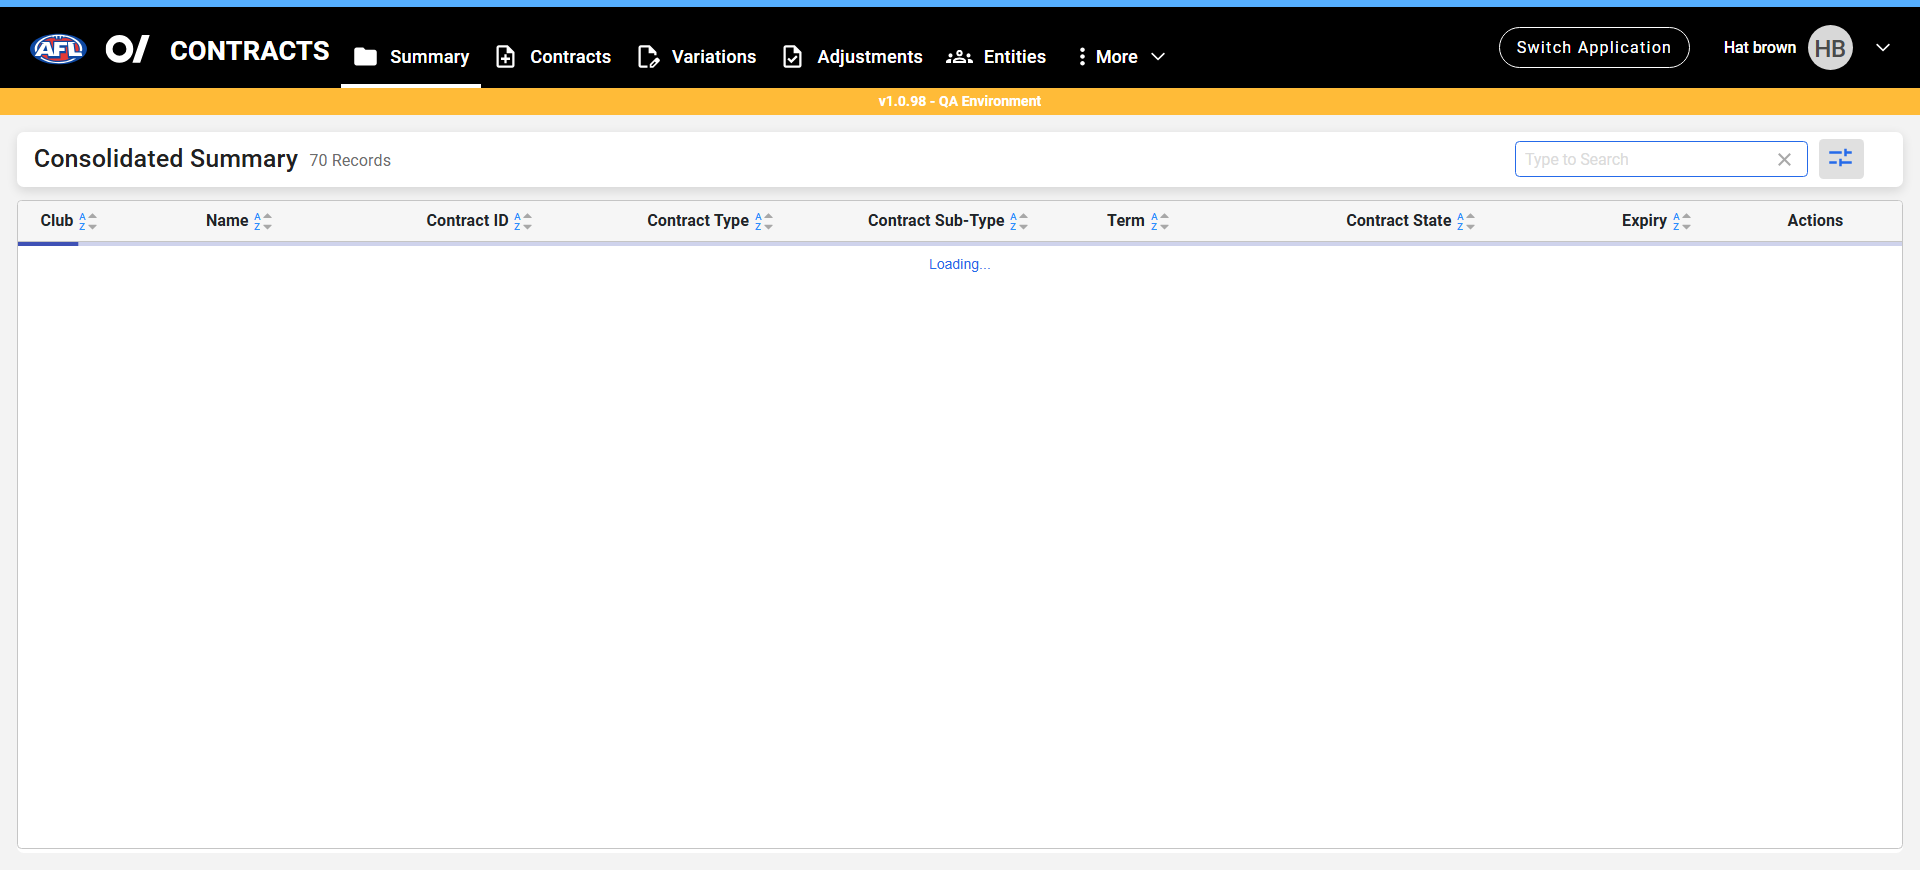 AFL O/ CONTRACTS Summary Contracts Variations Adjustments Entities More Switch Application Hat brown HB
v1.0.98 - QA Environment
Consolidated Summary 70 Records Type to Search
Club Name Contract ID Contract Type Contract Sub-Type Term Contract State Expiry Actions
Loading...